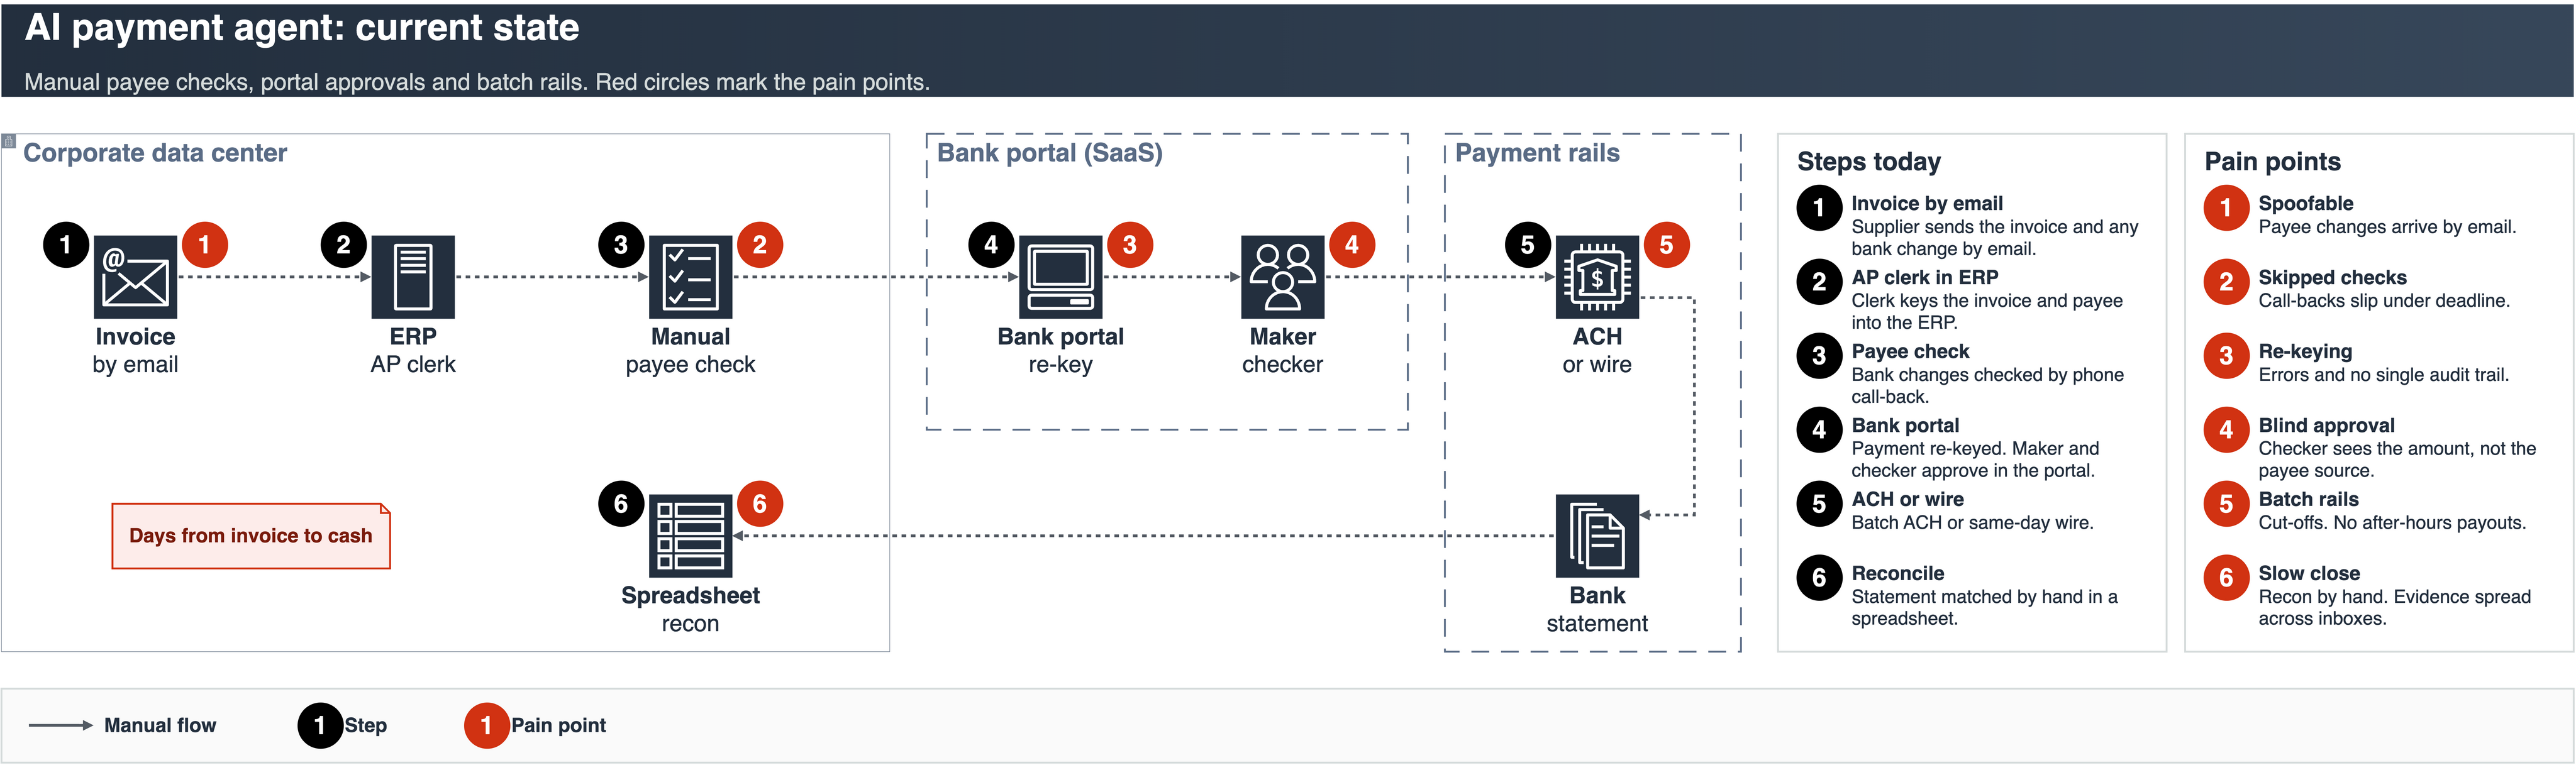 AI payment agent: current state
Manual payee checks, portal approvals and batch rails. Red circles mark the pain points.
Corporate data center
1
1
Invoice
by email
2
ERP
AP clerk
3
2
Manual
payee check
Bank portal (SaaS)
4
3
Bank portal
re-key
4
Maker
checker
Payment rails
5
5
$
ACH
or wire
Days from invoice to cash
6
6
Spreadsheet
recon
Bank
statement
Steps today
1
Invoice by email
Supplier sends the invoice and any
bank change by email.
2
AP clerk in ERP
Clerk keys the invoice and payee
into the ERP.
3
Payee check
Bank changes checked by phone
call-back.
4
Bank portal
Payment re-keyed. Maker and
checker approve in the portal.
5
ACH or wire
Batch ACH or same-day wire.
6
Reconcile
Statement matched by hand in a
spreadsheet.
Pain points
1
Spoofable
Payee changes arrive by email.
2
Skipped checks
Call-backs slip under deadline.
3
Re-keying
Errors and no single audit trail.
4
Blind approval
Checker sees the amount, not the
payee source.
5
Batch rails
Cut-offs. No after-hours payouts.
6
Slow close
Recon by hand. Evidence spread
across inboxes.
Manual flow
1 Step
1 Pain point
@